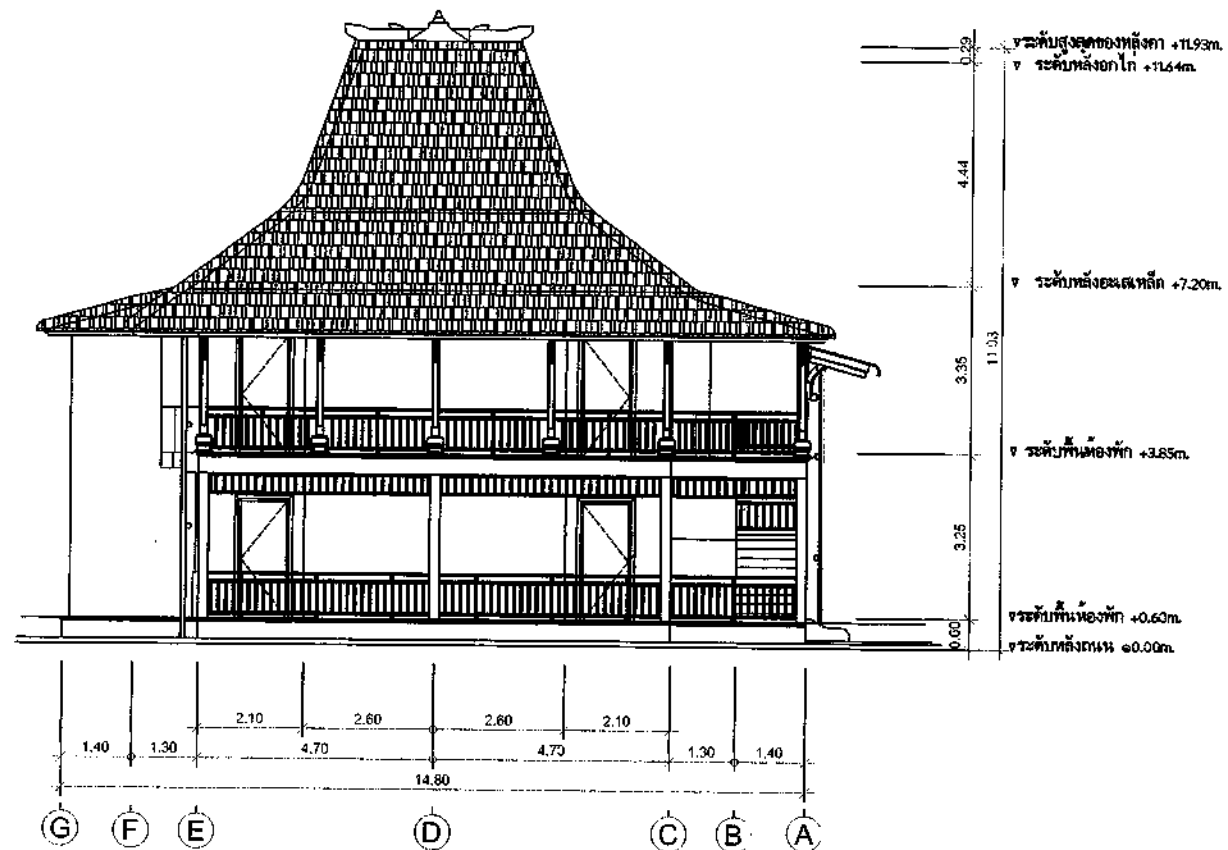 ระดับสูงสุดของหลังคา +11.93m.
ระดับหลังอกไก่ +11.64m.
0.29
4.44
ระดับหลังอะเสเหล็ก +7.20m.
3.35
ระดับพื้นห้องพัก +3.85m.
3.25
ระดับพื้นห้องพัก +0.60m.
0.60
ระดับหลังถนน ±0.00m.
2.10 2.60 2.60 2.10
1.40 1.30 4.70 4.70 1.30 1.40
14.80
G F E D C B A